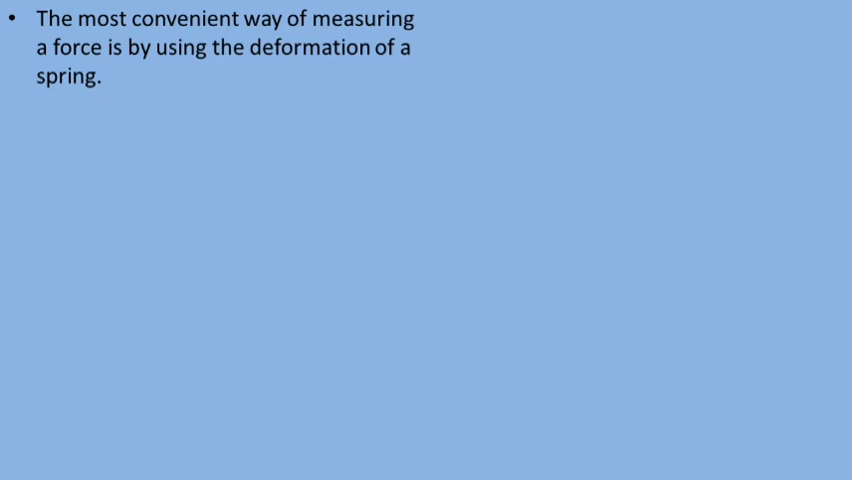 • The most convenient way of measuring
a force is by using the deformation of a
spring.